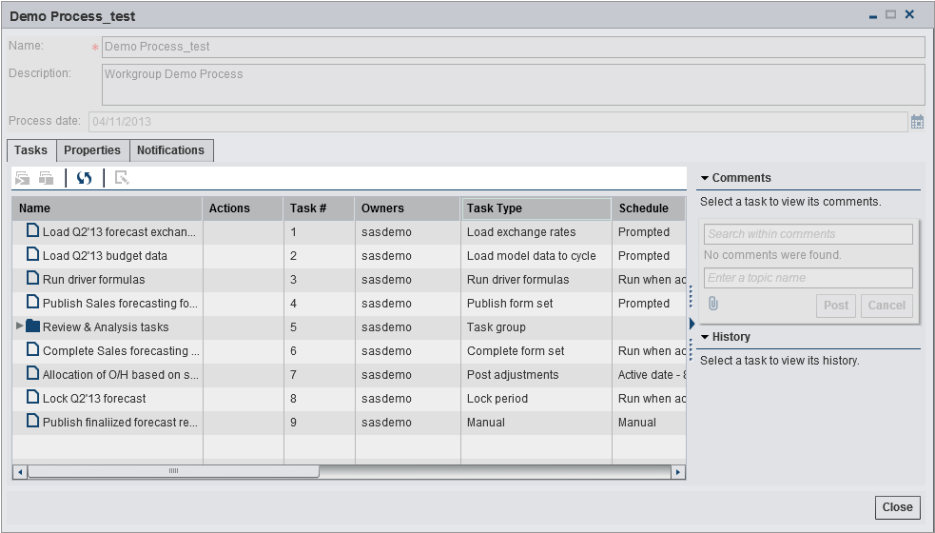 Demo Process_test
Name: * Demo Process_test
Description: Workgroup Demo Process
Process date: 04/11/2013
Tasks Properties Notifications
Name Actions Task # Owners Task Type Schedule
Load Q2'13 forecast exchan... 1 sasdemo Load exchange rates Prompted
Load Q2'13 budget data 2 sasdemo Load model data to cycle Prompted
Run driver formulas 3 sasdemo Run driver formulas Run when ac
Publish Sales forecasting fo... 4 sasdemo Publish form set Prompted
Review & Analysis tasks 5 sasdemo Task group
Complete Sales forecasting ... 6 sasdemo Complete form set Run when ac
Allocation of O/H based on s... 7 sasdemo Post adjustments Active date - 8
Lock Q2'13 forecast 8 sasdemo Lock period Run when ac
Publish finaliized forecast re... 9 sasdemo Manual Manual
Comments
Select a task to view its comments.
Search within comments
No comments were found.
Enter a topic name
Post Cancel
History
Select a task to view its history.
Close